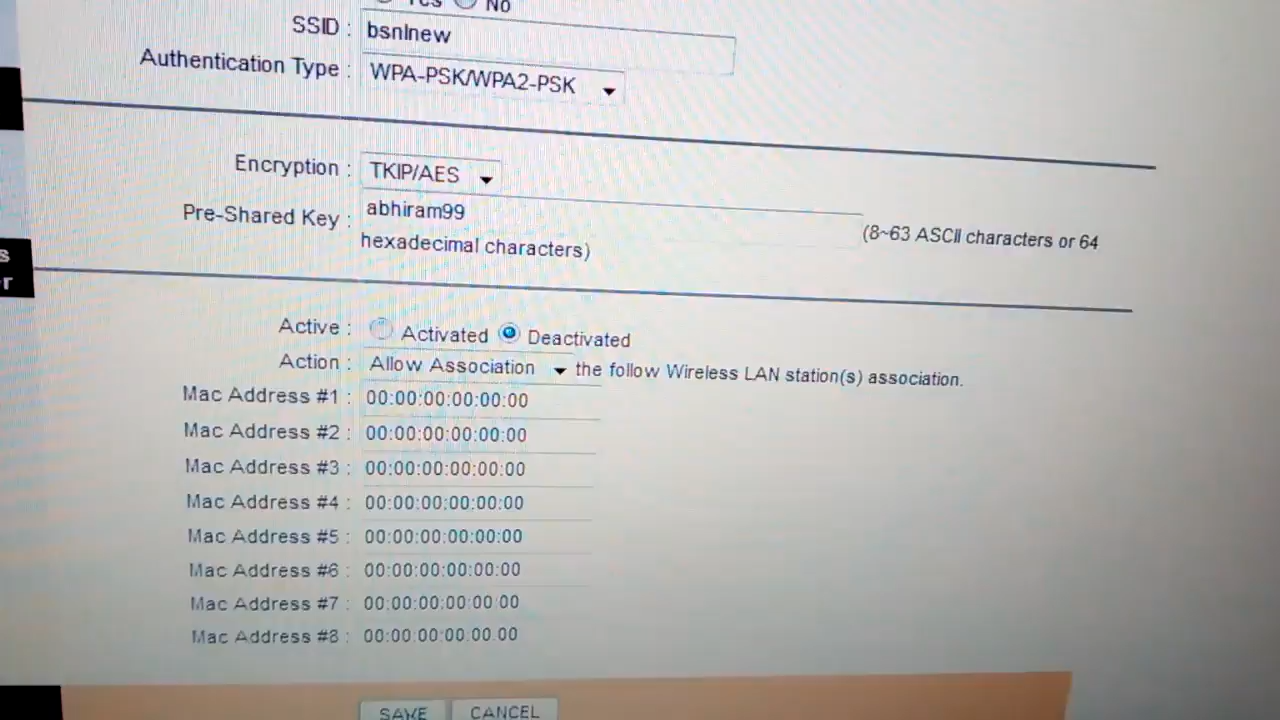 Yes No
SSID : bsnlnew
Authentication Type : WPA-PSK/WPA2-PSK
Encryption : TKIP/AES
Pre-Shared Key : abhiram99 (8~63 ASCII characters or 64
hexadecimal characters)
s
r
Active : Activated Deactivated
Action : Allow Association the follow Wireless LAN station(s) association.
Mac Address #1 : 00:00:00:00:00:00
Mac Address #2 : 00:00:00:00:00:00
Mac Address #3 : 00:00:00:00:00:00
Mac Address #4 : 00:00:00:00:00:00
Mac Address #5 : 00:00:00:00:00:00
Mac Address #6 : 00:00:00:00:00:00
Mac Address #7 : 00:00:00:00:00:00
Mac Address #8 : 00:00:00:00:00:00
SAVE CANCEL